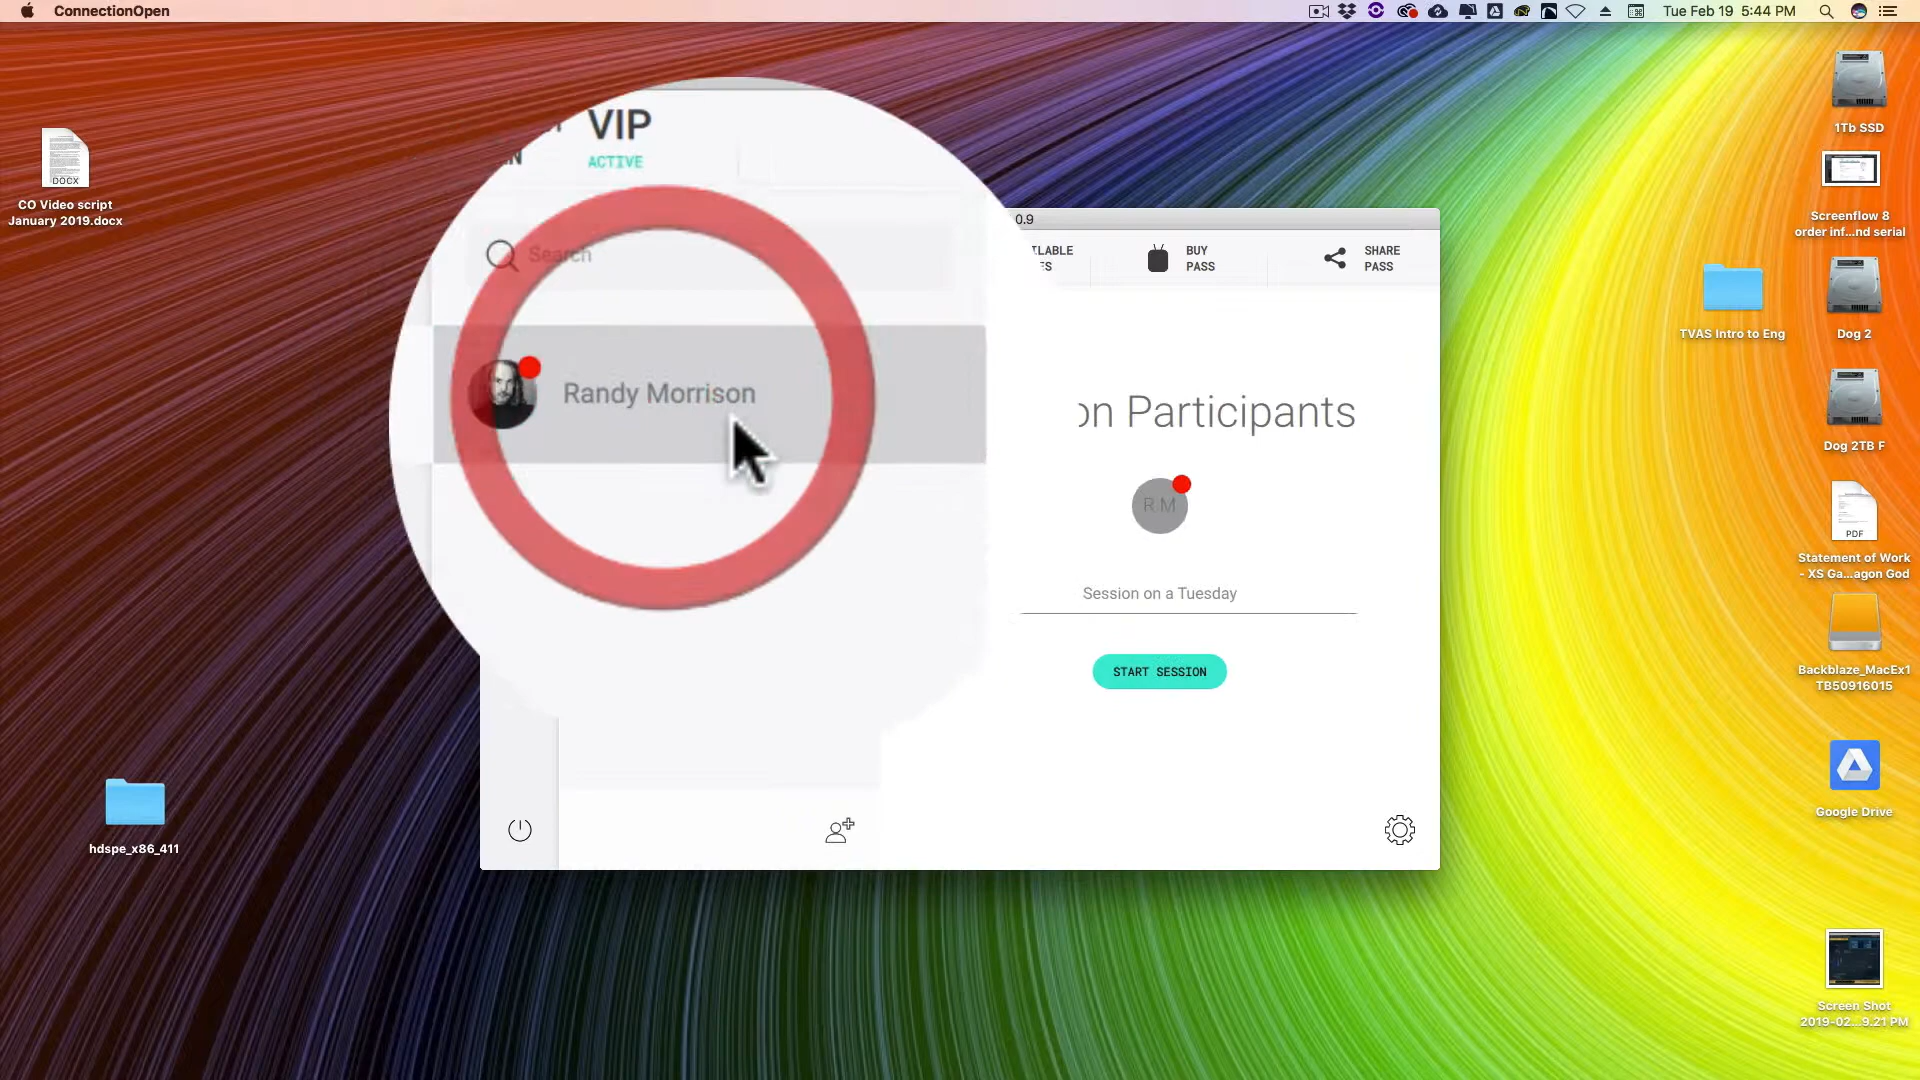 ConnectionOpen
Tue Feb 19 5:44 PM
1Tb SSD
DOCX
CO Video script
January 2019.docx
VIP
ACTIVE
Search
Randy Morrison
0.9
BUY
PASS
SHARE
PASS
on Participants
R M
Session on a Tuesday
START SESSION
Screenflow 8
order inf...nd serial
TVAS Intro to Eng
Dog 2
Dog 2TB F
PDF
Statement of Work
- XS Ga...agon God
Backblaze_MacEx1
TB50916015
Google Drive
hdspe_x86_411
Screen Shot
2019-02...9.21 PM